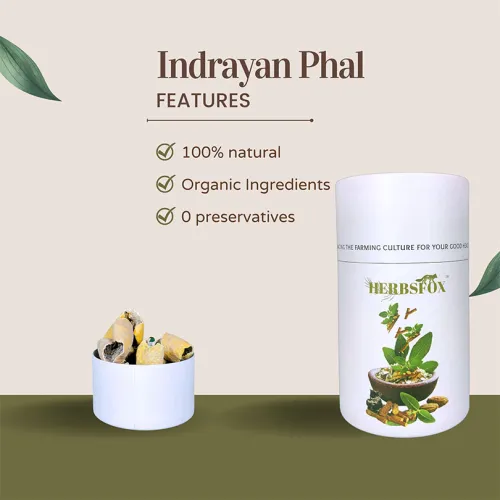 Indrayan Phal
FEATURES
100% natural
Organic Ingredients
0 preservatives
THE FARMING CULTURE FOR YOUR GOOD
HERBSFOX